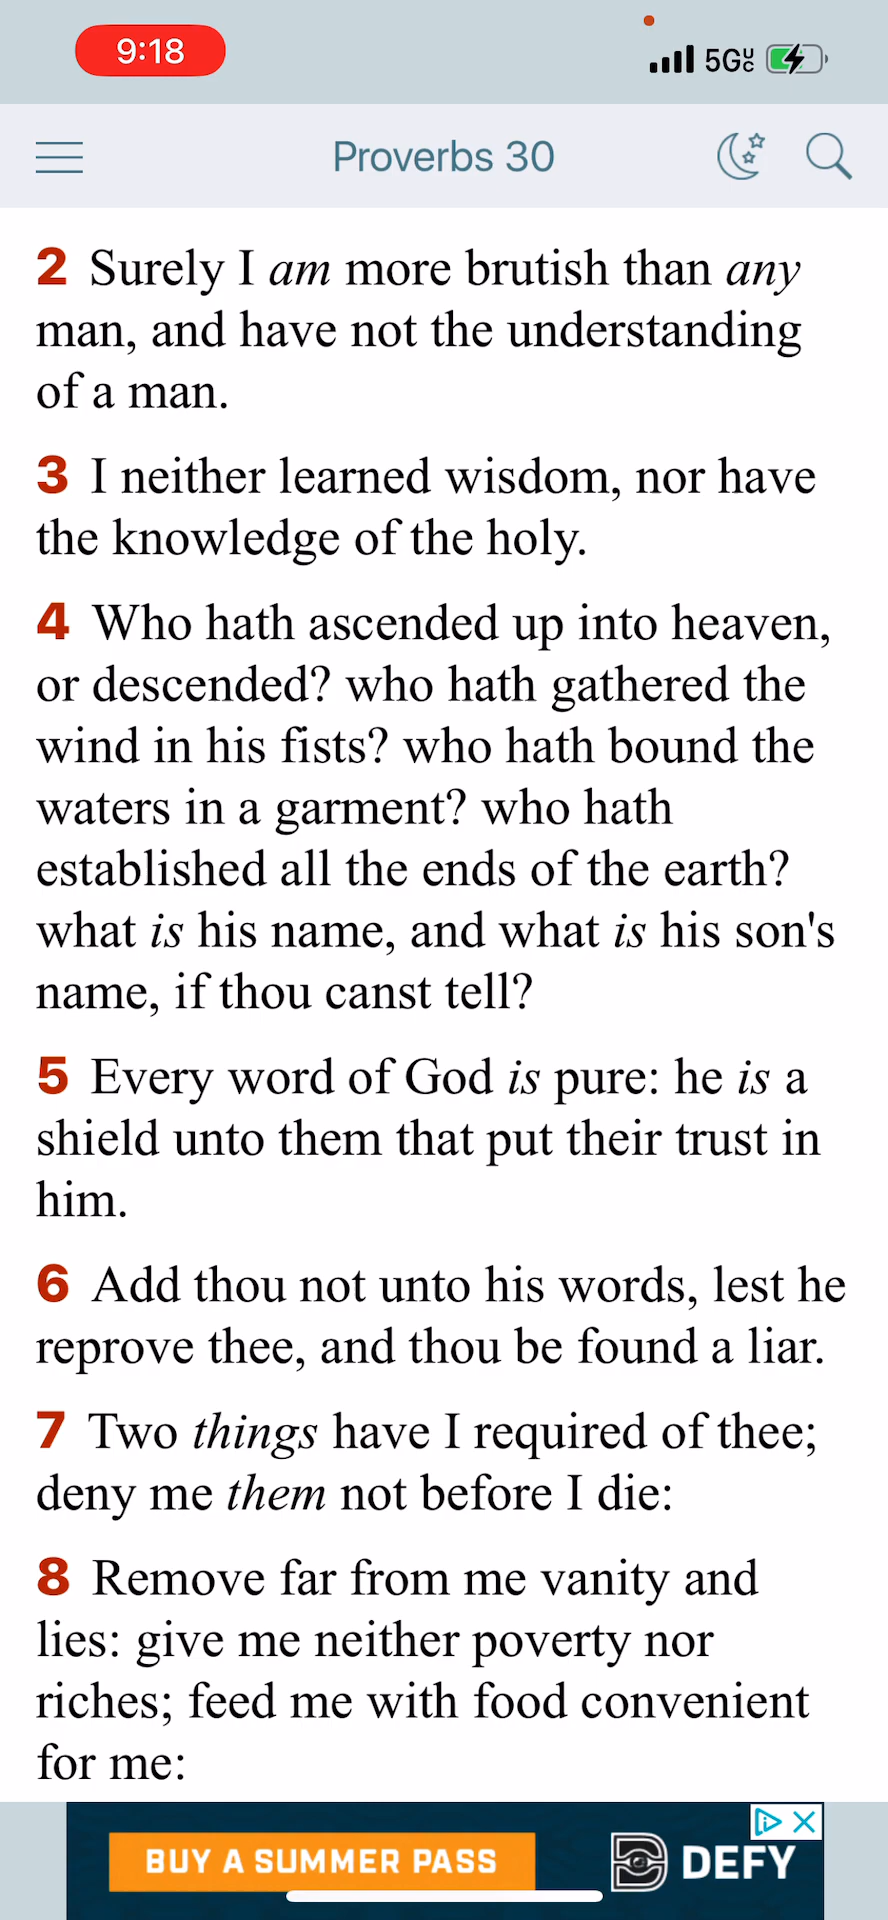 9:18
5G UC
Proverbs 30
2 Surely I am more brutish than any
man, and have not the understanding
of a man.
3 I neither learned wisdom, nor have
the knowledge of the holy.
4 Who hath ascended up into heaven,
or descended? who hath gathered the
wind in his fists? who hath bound the
waters in a garment? who hath
established all the ends of the earth?
what is his name, and what is his son's
name, if thou canst tell?
5 Every word of God is pure: he is a
shield unto them that put their trust in
him.
6 Add thou not unto his words, lest he
reprove thee, and thou be found a liar.
7 Two things have I required of thee;
deny me them not before I die:
8 Remove far from me vanity and
lies: give me neither poverty nor
riches; feed me with food convenient
for me:
BUY A SUMMER PASS
DEFY